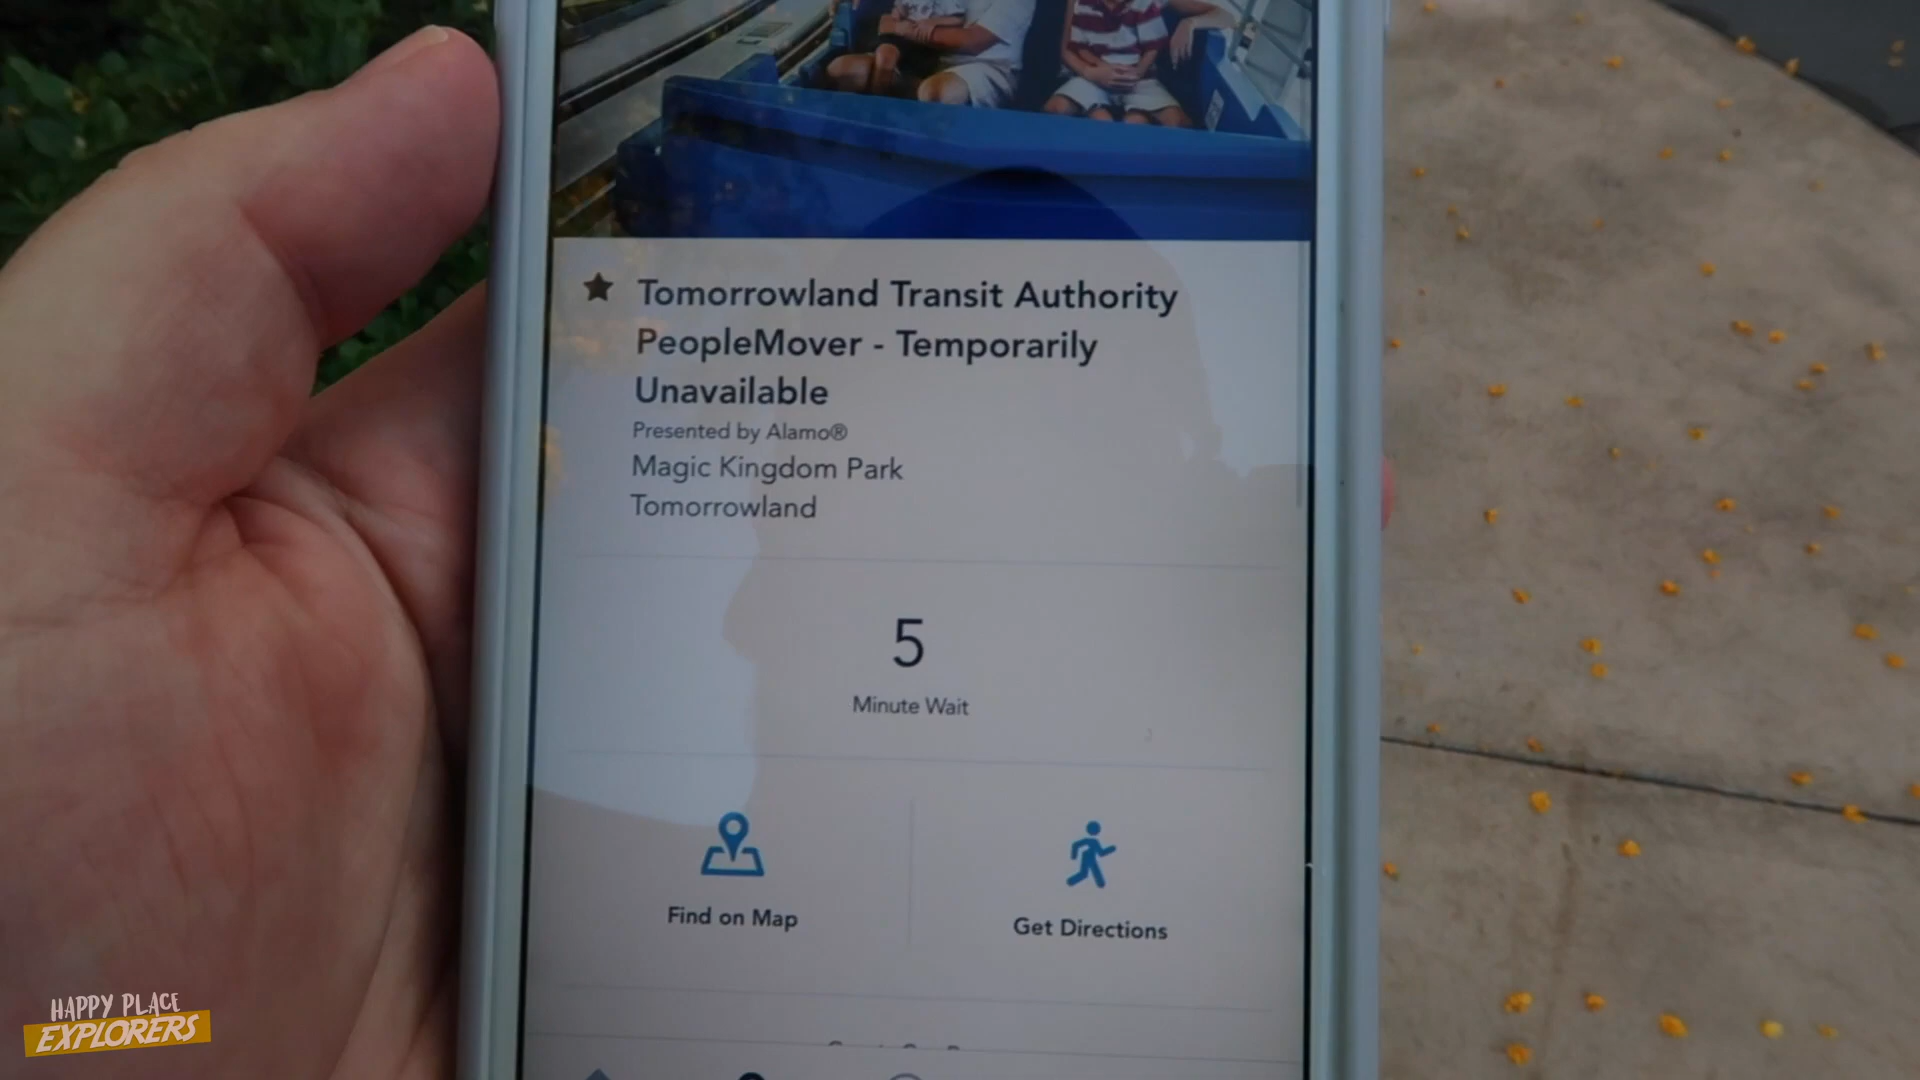 Tomorrowland Transit Authority
PeopleMover - Temporarily
Unavailable
Presented by Alamo®
Magic Kingdom Park
Tomorrowland
5
Minute Wait
Find on Map
Get Directions
HAPPY PLACE
EXPLORERS